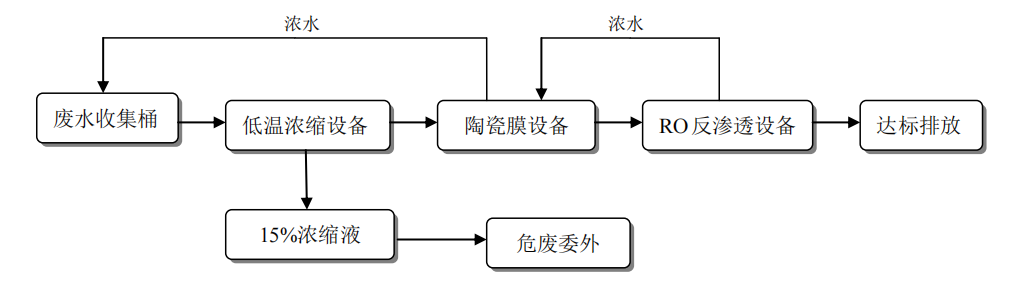 浓水
浓水
废水收集桶
低温浓缩设备
陶瓷膜设备
RO反渗透设备
达标排放
15%浓缩液
危废委外